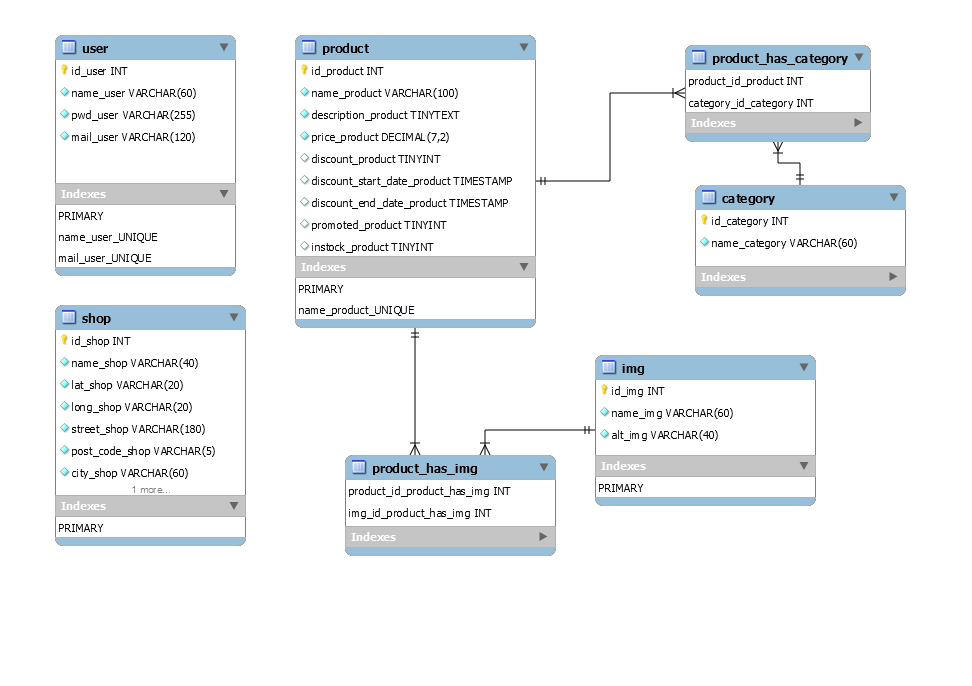 user
id_user INT
name_user VARCHAR(60)
pwd_user VARCHAR(255)
mail_user VARCHAR(120)
Indexes
PRIMARY
name_user_UNIQUE
mail_user_UNIQUE
shop
id_shop INT
name_shop VARCHAR(40)
lat_shop VARCHAR(20)
long_shop VARCHAR(20)
street_shop VARCHAR(180)
post_code_shop VARCHAR(5)
city_shop VARCHAR(60)
1 more...
Indexes
PRIMARY
product
id_product INT
name_product VARCHAR(100)
description_product TINYTEXT
price_product DECIMAL(7,2)
discount_product TINYINT
discount_start_date_product TIMESTAMP
discount_end_date_product TIMESTAMP
promoted_product TINYINT
instock_product TINYINT
Indexes
PRIMARY
name_product_UNIQUE
product_has_category
product_id_product INT
category_id_category INT
Indexes
category
id_category INT
name_category VARCHAR(60)
Indexes
img
id_img INT
name_img VARCHAR(60)
alt_img VARCHAR(40)
Indexes
PRIMARY
product_has_img
product_id_product_has_img INT
img_id_product_has_img INT
Indexes